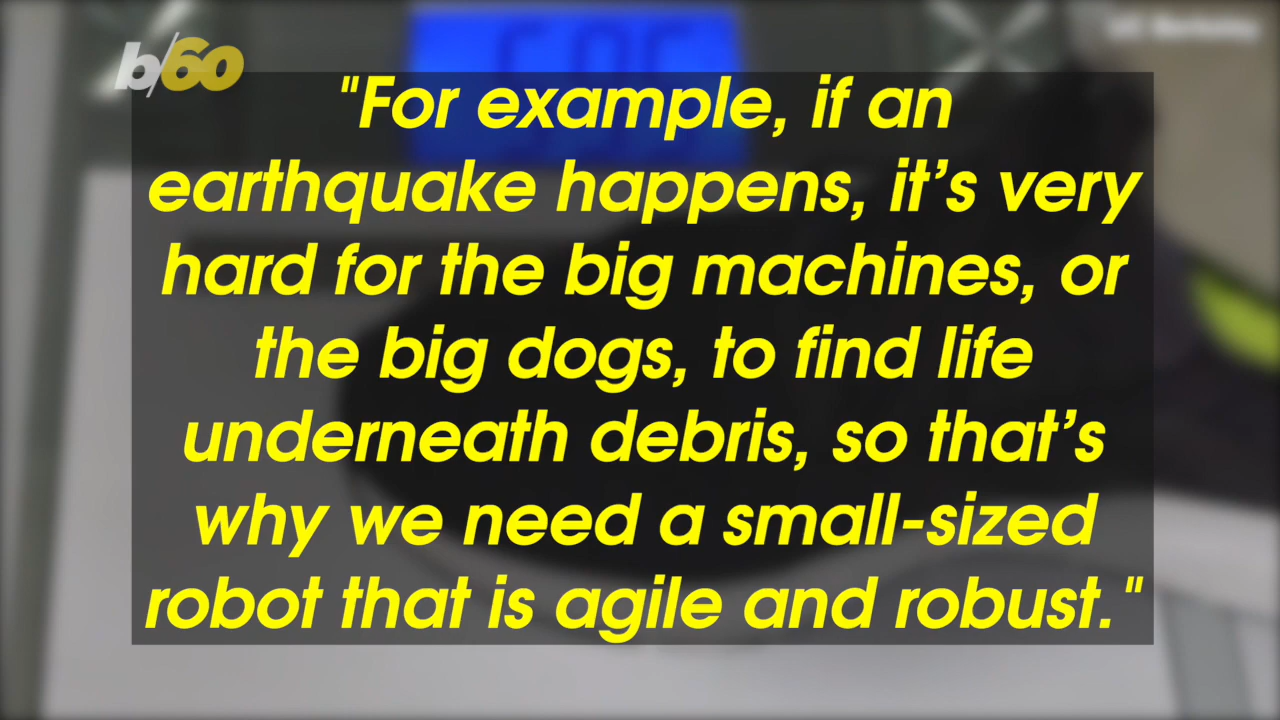 b/60
"For example, if an
earthquake happens, it’s very
hard for the big machines, or
the big dogs, to find life
underneath debris, so that’s
why we need a small-sized
robot that is agile and robust."